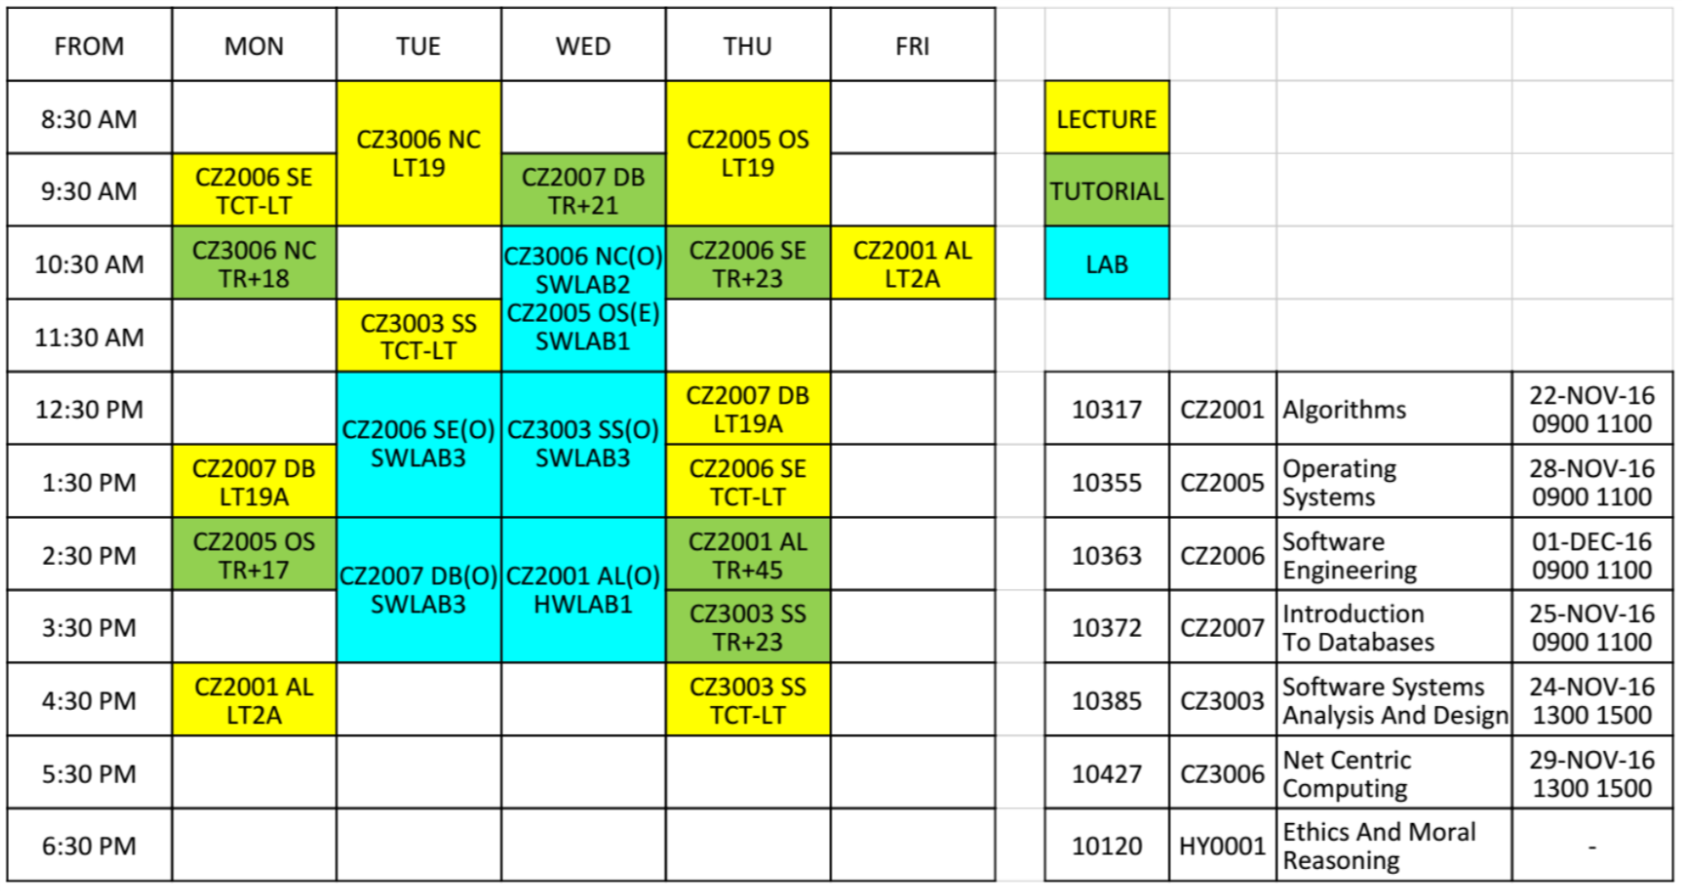 FROM MON TUE WED THU FRI
8:30 AM
CZ3006 NC
LT19
CZ2005 OS
LT19
LECTURE
9:30 AM
CZ2006 SE
TCT-LT
CZ2007 DB
TR+21
TUTORIAL
10:30 AM
CZ3006 NC
TR+18
CZ3006 NC(O)
SWLAB2
CZ2005 OS(E)
SWLAB1
CZ2006 SE
TR+23
CZ2001 AL
LT2A
LAB
11:30 AM
CZ3003 SS
TCT-LT
12:30 PM
CZ2006 SE(O)
SWLAB3
CZ3003 SS(O)
SWLAB3
CZ2007 DB
LT19A
10317 CZ2001 Algorithms
22-NOV-16
0900 1100
1:30 PM
CZ2007 DB
LT19A
CZ2006 SE
TCT-LT
10355 CZ2005
Operating
Systems
28-NOV-16
0900 1100
2:30 PM
CZ2005 OS
TR+17
CZ2007 DB(O)
SWLAB3
CZ2001 AL(O)
HWLAB1
CZ2001 AL
TR+45
10363 CZ2006
Software
Engineering
01-DEC-16
0900 1100
3:30 PM
CZ3003 SS
TR+23
10372 CZ2007
Introduction
To Databases
25-NOV-16
0900 1100
4:30 PM
CZ2001 AL
LT2A
CZ3003 SS
TCT-LT
10385 CZ3003
Software Systems
Analysis And Design
24-NOV-16
1300 1500
5:30 PM
10427 CZ3006
Net Centric
Computing
29-NOV-16
1300 1500
6:30 PM
10120 HY0001
Ethics And Moral
Reasoning
-